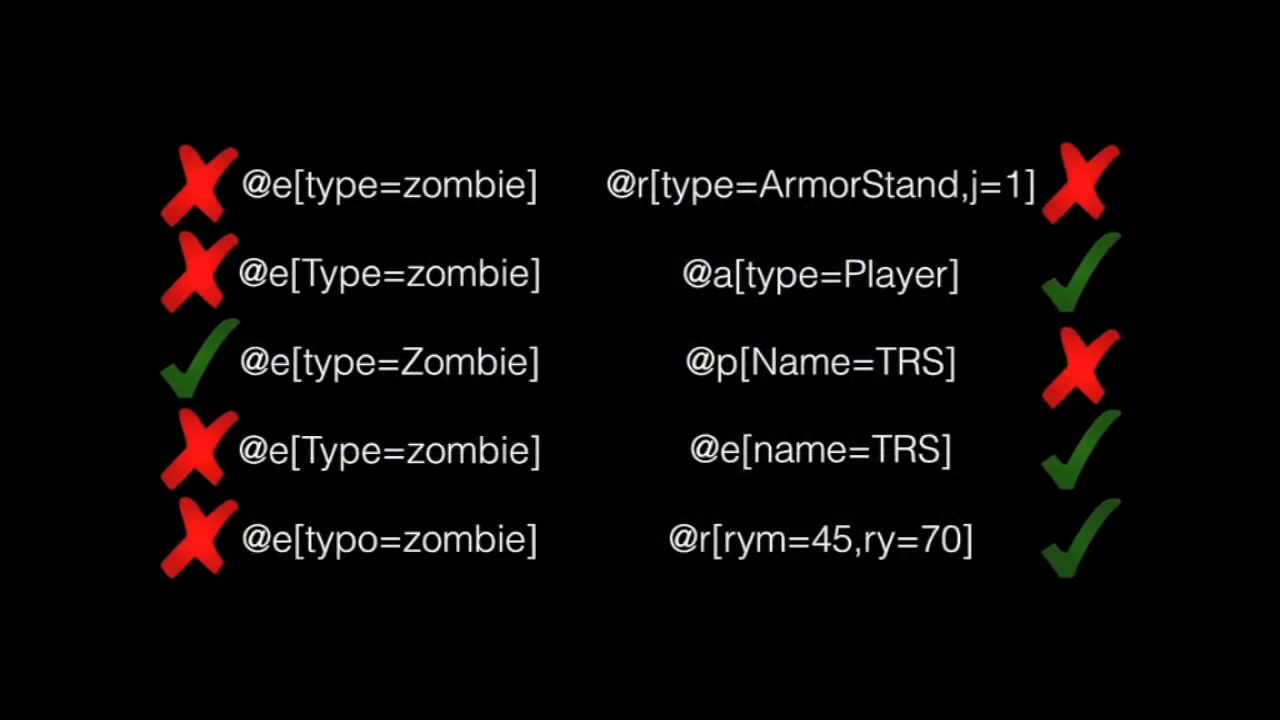 @e[type=zombie]
@e[Type=zombie]
@e[type=Zombie]
@e[Type=zombie]
@e[typo=zombie]
@r[type=ArmorStand,j=1]
@a[type=Player]
@p[Name=TRS]
@e[name=TRS]
@r[rym=45,ry=70]